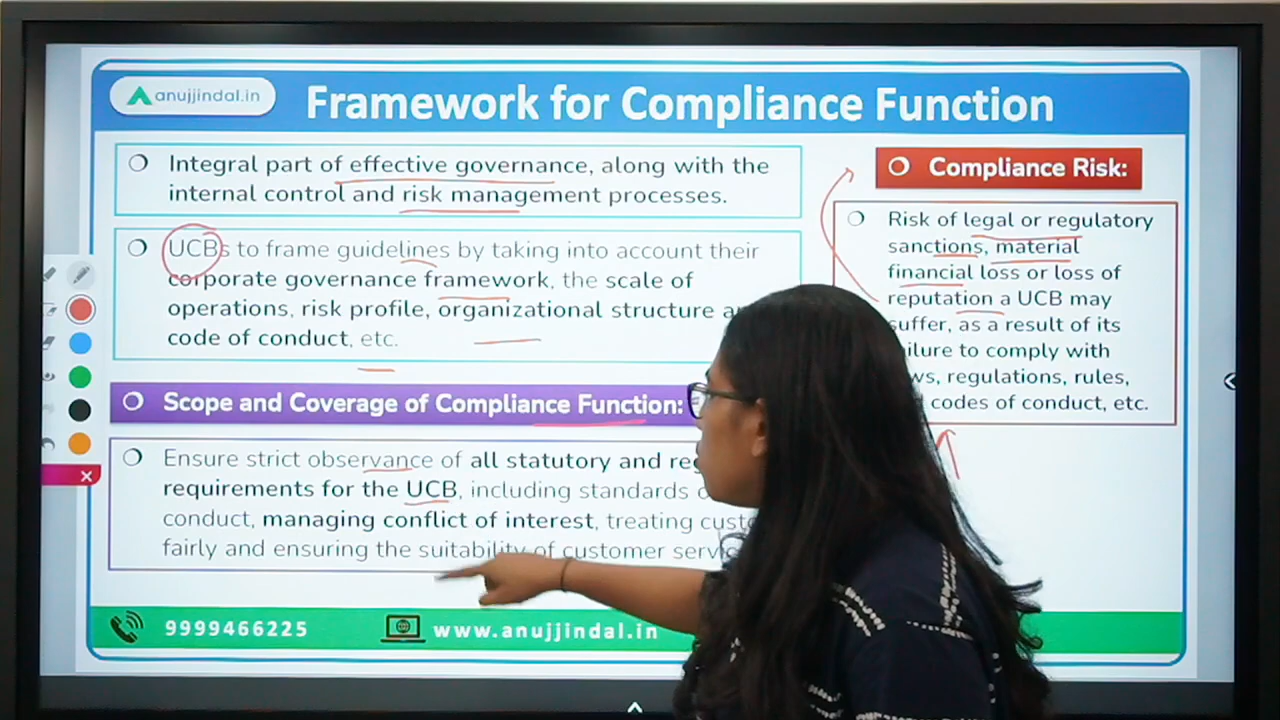 anujjindal.in
Framework for Compliance Function
Integral part of effective governance, along with the
internal control and risk management processes.
UCBs to frame guidelines by taking into account their
corporate governance framework, the scale of
operations, risk profile, organizational structure
code of conduct, etc.
Scope and Coverage of Compliance Function:
Ensure strict observance of all statutory and
requirements for the UCB, including standards
conduct, managing conflict of interest, treating
fairly and ensuring the suitability of customer
Compliance Risk:
Risk of legal or regulatory
sanctions, material
financial loss or loss of
reputation a UCB may
suffer, as a result of its
to comply with
regulations, rules,
codes of conduct, etc.
9999466225
www.anujjindal.in